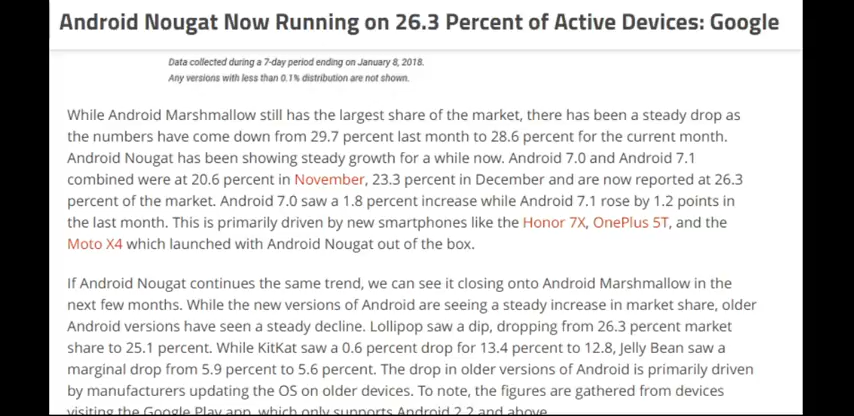 Android Nougat Now Running on 26.3 Percent of Active Devices: Google
Data collected during a 7-day period ending on January 8, 2018.
Any versions with less than 0.1% distribution are not shown.
While Android Marshmallow still has the largest share of the market, there has been a steady drop as
the numbers have come down from 29.7 percent last month to 28.6 percent for the current month.
Android Nougat has been showing steady growth for a while now. Android 7.0 and Android 7.1
combined were at 20.6 percent in November, 23.3 percent in December and are now reported at 26.3
percent of the market. Android 7.0 saw a 1.8 percent increase while Android 7.1 rose by 1.2 points in
the last month. This is primarily driven by new smartphones like the Honor 7X, OnePlus 5T, and the
Moto X4 which launched with Android Nougat out of the box.
If Android Nougat continues the same trend, we can see it closing onto Android Marshmallow in the
next few months. While the new versions of Android are seeing a steady increase in market share, older
Android versions have seen a steady decline. Lollipop saw a dip, dropping from 26.3 percent market
share to 25.1 percent. While KitKat saw a 0.6 percent drop for 13.4 percent to 12.8, Jelly Bean saw a
marginal drop from 5.9 percent to 5.6 percent. The drop in older versions of Android is primarily driven
by manufacturers updating the OS on older devices. To note, the figures are gathered from devices
visiting the Google Play app, which only supports Android 2.2 and above.